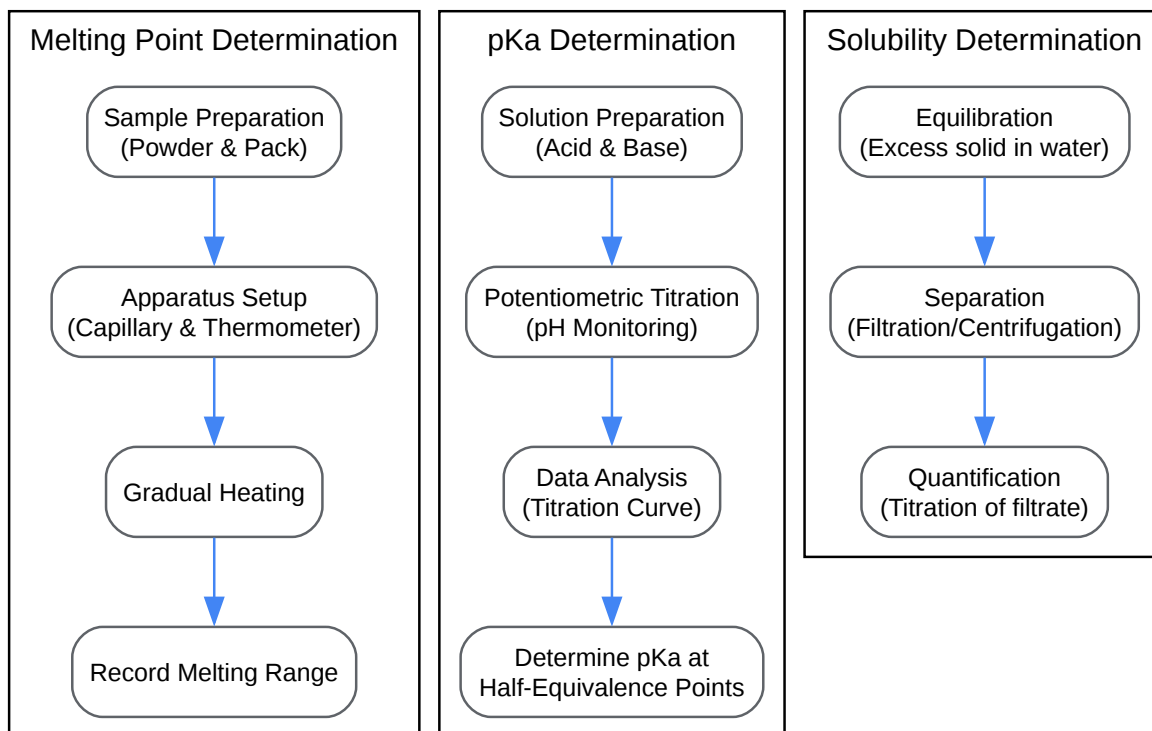 Melting Point Determination
Sample Preparation
(Powder & Pack)
Apparatus Setup
(Capillary & Thermometer)
Gradual Heating
Record Melting Range
pKa Determination
Solution Preparation
(Acid & Base)
Potentiometric Titration
(pH Monitoring)
Data Analysis
(Titration Curve)
Determine pKa at
Half-Equivalence Points
Solubility Determination
Equilibration
(Excess solid in water)
Separation
(Filtration/Centrifugation)
Quantification
(Titration of filtrate)